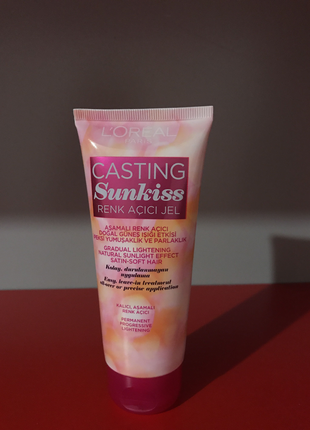 L'ORÉAL
CASTING
Sunkiss
RENK AÇICI JEL
AŞAMALI RENK AÇICI
DOĞAL GÜNEŞ IŞIĞI ETKİSİ
İPEKSİ YUMUŞAKLIK VE PARLAKLIK
GRADUAL LIGHTENING
NATURAL SUNLIGHT EFFECT
SATIN-SOFT HAIR
Kolay, durulanmayan
uygulama
Easy, leave-in treatment
allover or precise application
KALICI, AŞAMALI
RENK AÇICI
PERMANENT
PROGRESSIVE
LIGHTENING